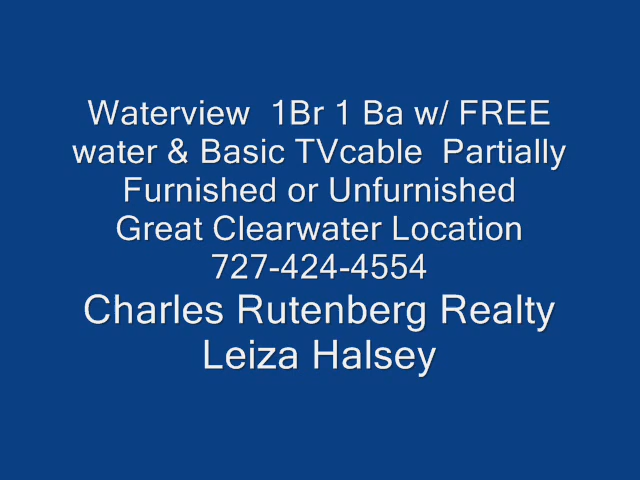 Waterview  1Br 1 Ba w/ FREE
water & Basic TVcable  Partially
Furnished or Unfurnished
Great Clearwater Location
727-424-4554
Charles Rutenberg Realty
Leiza Halsey